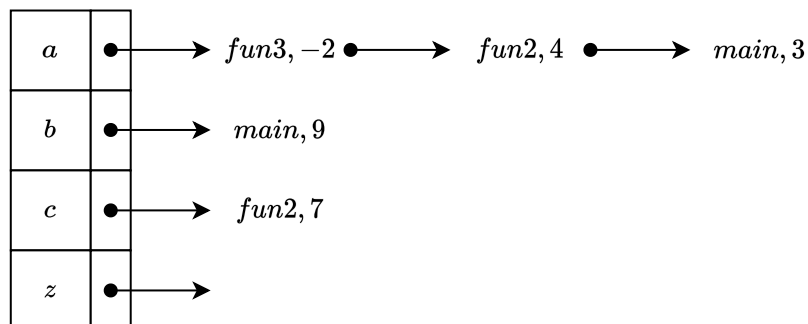 a fun3, −2 fun2, 4 main, 3
b main, 9
c fun2, 7
z